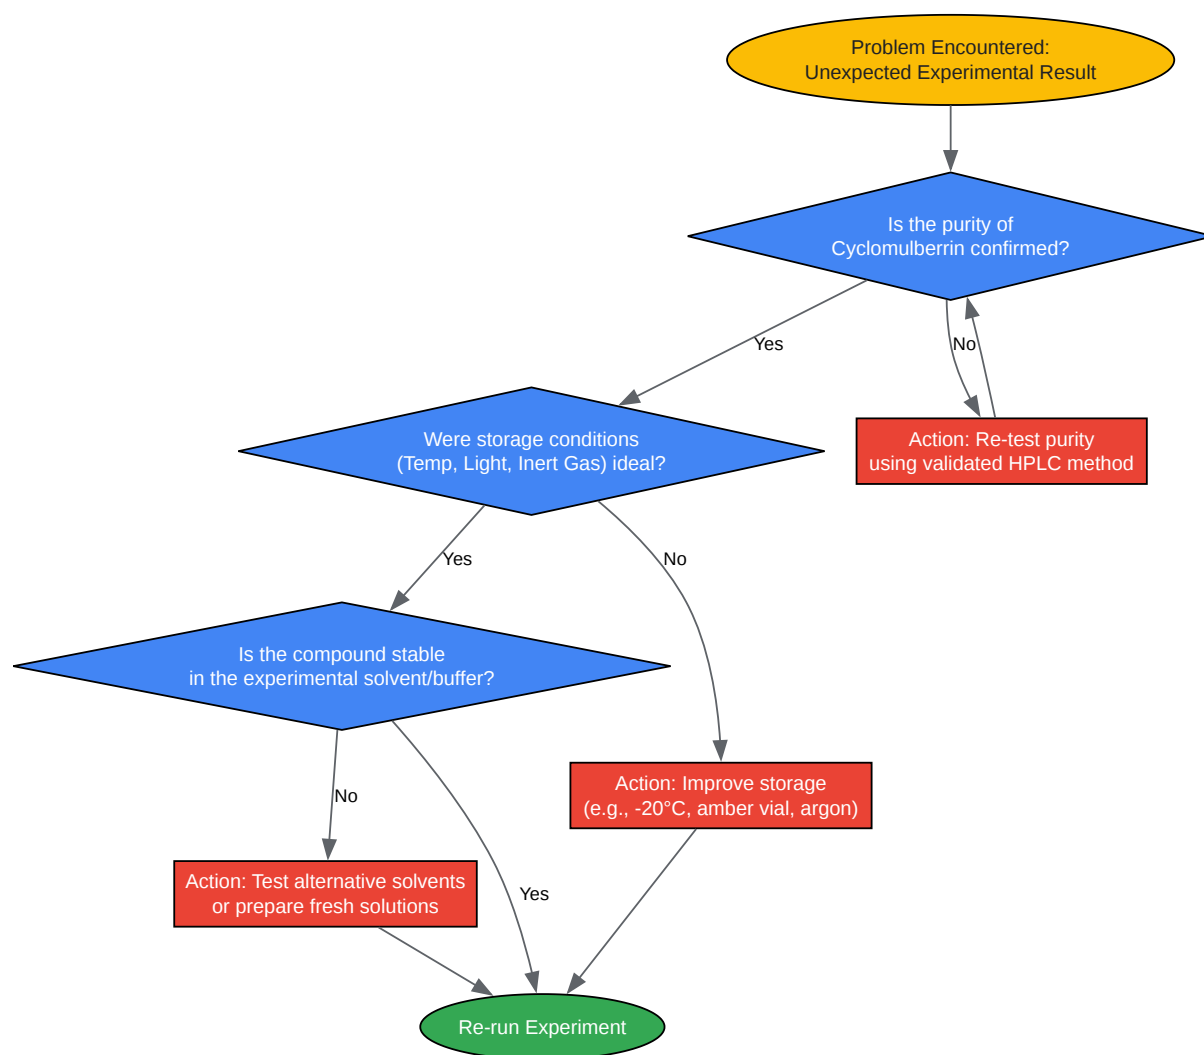 Problem Encountered:
Unexpected Experimental Result
Is the purity of
Cyclomulberrin confirmed?
Yes
No
Were storage conditions
(Temp, Light, Inert Gas) ideal?
Action: Re-test purity
using validated HPLC method
Yes
No
Is the compound stable
in the experimental solvent/buffer?
No
Action: Improve storage
(e.g., -20°C, amber vial, argon)
Action: Test alternative solvents
or prepare fresh solutions
Yes
Re-run Experiment